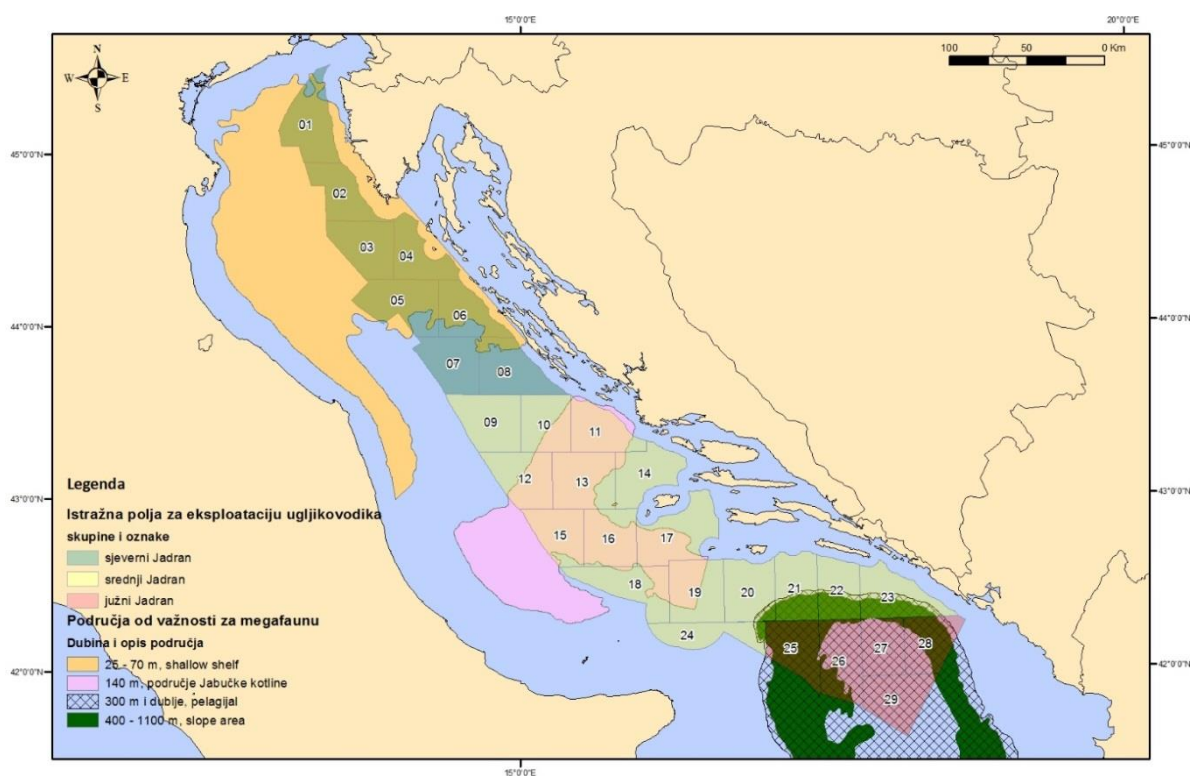 15°0'0"E
20°0'0"E
N
W E
S
100 50 0 Km
01
45°0'0"N
45°0'0"N
02
03
04
05
06
44°0'0"N
44°0'0"N
07
08
09
10
11
12
13
14
43°0'0"N
43°0'0"N
15
16
17
18
19
20
21
22
23
24
25
26
27
28
29
42°0'0"N
42°0'0"N
Legenda
Istražna polja za eksploataciju ugljikovodika
skupine i oznake
sjeverni Jadran
srednji Jadran
južni Jadran
Područja od važnosti za megafaunu
Dubina i opis područja
25 - 70 m, shallow shelf
140 m, područje Jabučke kotline
300 m i dublje, pelagijal
400 - 1100 m, slope area
15°0'0"E